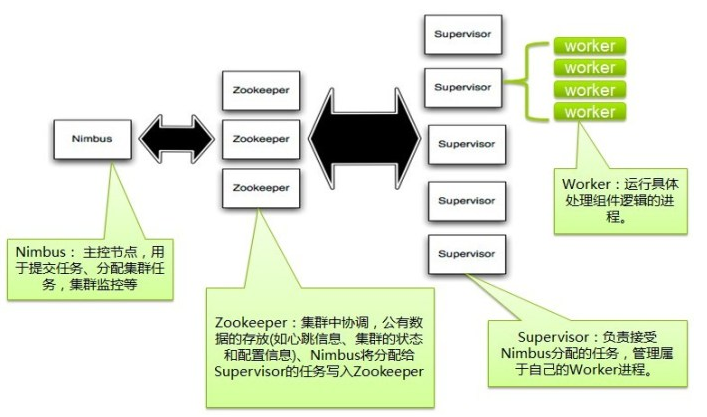 Supervisor
worker
worker
worker
worker
Zookeeper
Supervisor
Nimbus
Zookeeper
Supervisor
Zookeeper
Supervisor
Supervisor
Worker：运行具体
处理组件逻辑的进
程。
Nimbus： 主控节点，用
于提交任务、分配集群任
务，集群监控等
Zookeeper：集群中协调，公有数
据的存放(如心跳信息、集群的状态
和配置信息)、Nimbus将分配给
Supervisor的任务写入Zookeeper
Supervisor：负责接受
Nimbus分配的任务，管理属
于自己的Worker进程。